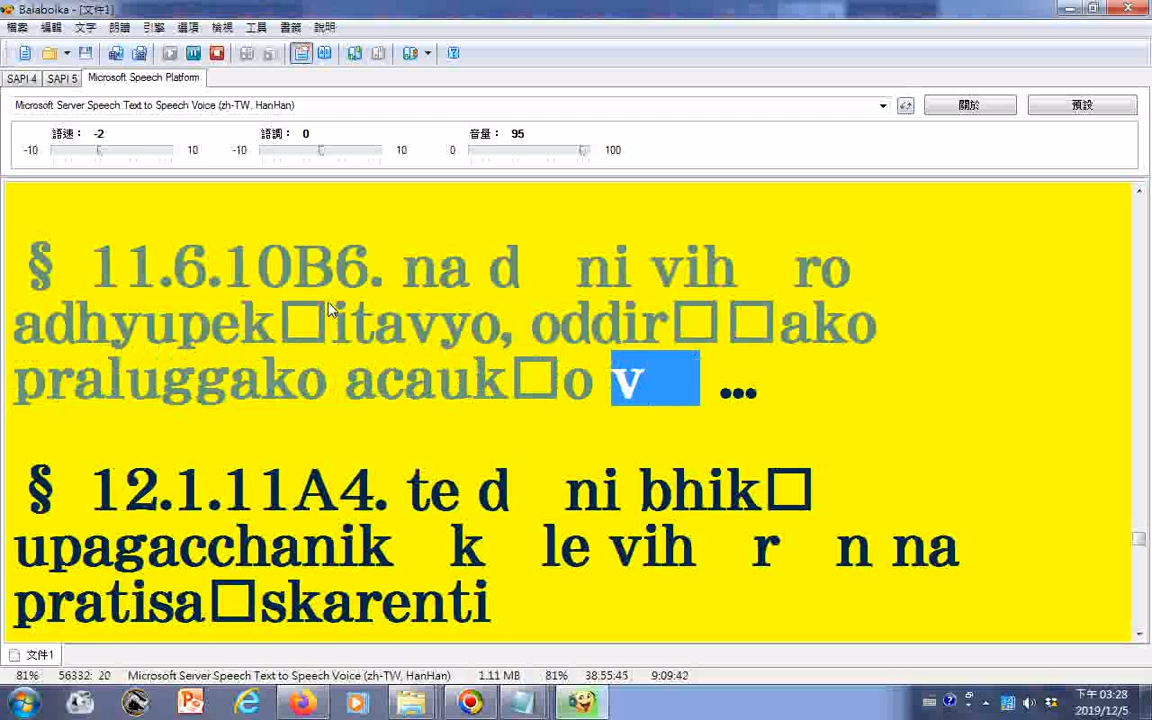 Balabolka - [文件1]
檔案 編輯 文字 朗讀 引擎 選項 檢視 工具 書籤 說明
SAPI 4 SAPI 5 Microsoft Speech Platform
Microsoft Server Speech Text to Speech Voice (zh-TW, HanHan) 關於 預設
語速： -2 語調： 0 音量： 95
-10 10 -10 10 0 100
§ 11.6.10B6. na d ni vih ro
adhyupek□itavyo, oddir□□ako
praluggako acauk□o v ...
§ 12.1.11A4. te d ni bhik□
upagacchanik k le vih r n na
pratisa□skarenti
文件1
81% 56332: 20 Microsoft Server Speech Text to Speech Voice (zh-TW, HanHan) 1.11 MB 81% 38:55:45 9:09:42
下午 03:28
2019/12/5